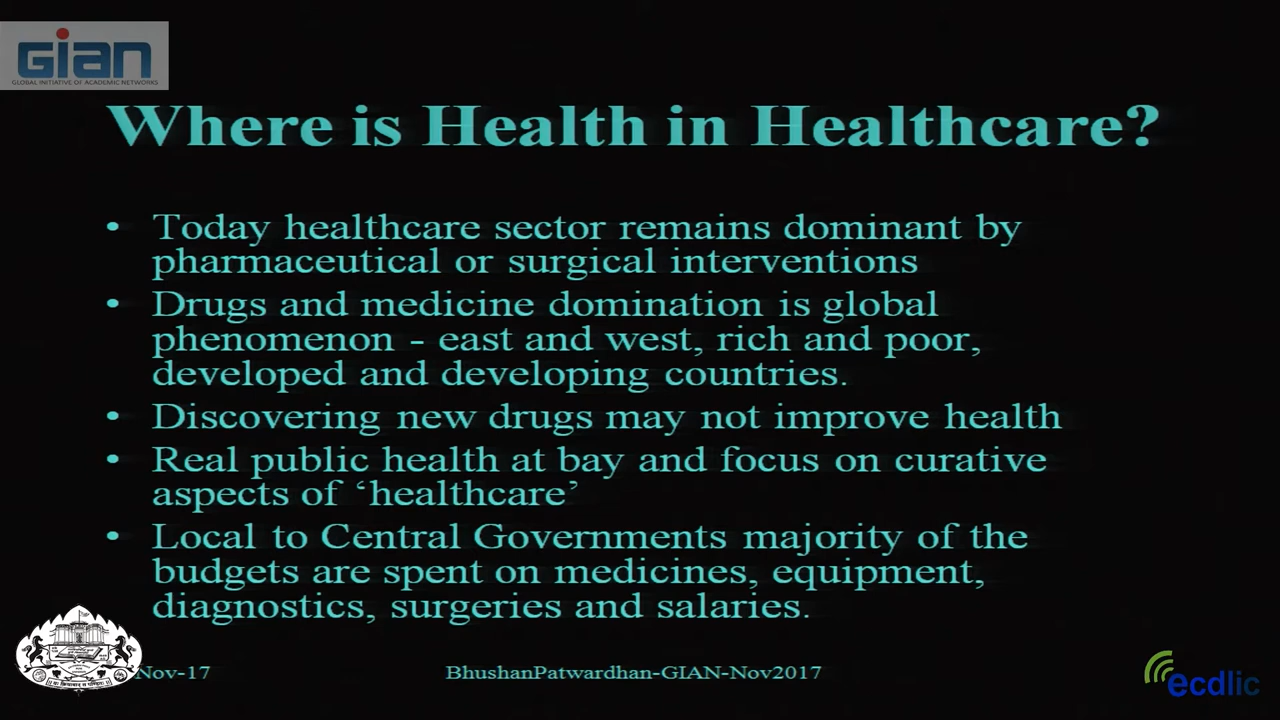 GIAN
GLOBAL INITIATIVE OF ACADEMIC NETWORKS
Where is Health in Healthcare?
• Today healthcare sector remains dominant by
pharmaceutical or surgical interventions
• Drugs and medicine domination is global
phenomenon - east and west, rich and poor,
developed and developing countries.
• Discovering new drugs may not improve health
• Real public health at bay and focus on curative
aspects of ‘healthcare’
• Local to Central Governments majority of the
budgets are spent on medicines, equipment,
diagnostics, surgeries and salaries.
Nov-17
BhushanPatwardhan-GIAN-Nov2017
ecdlic